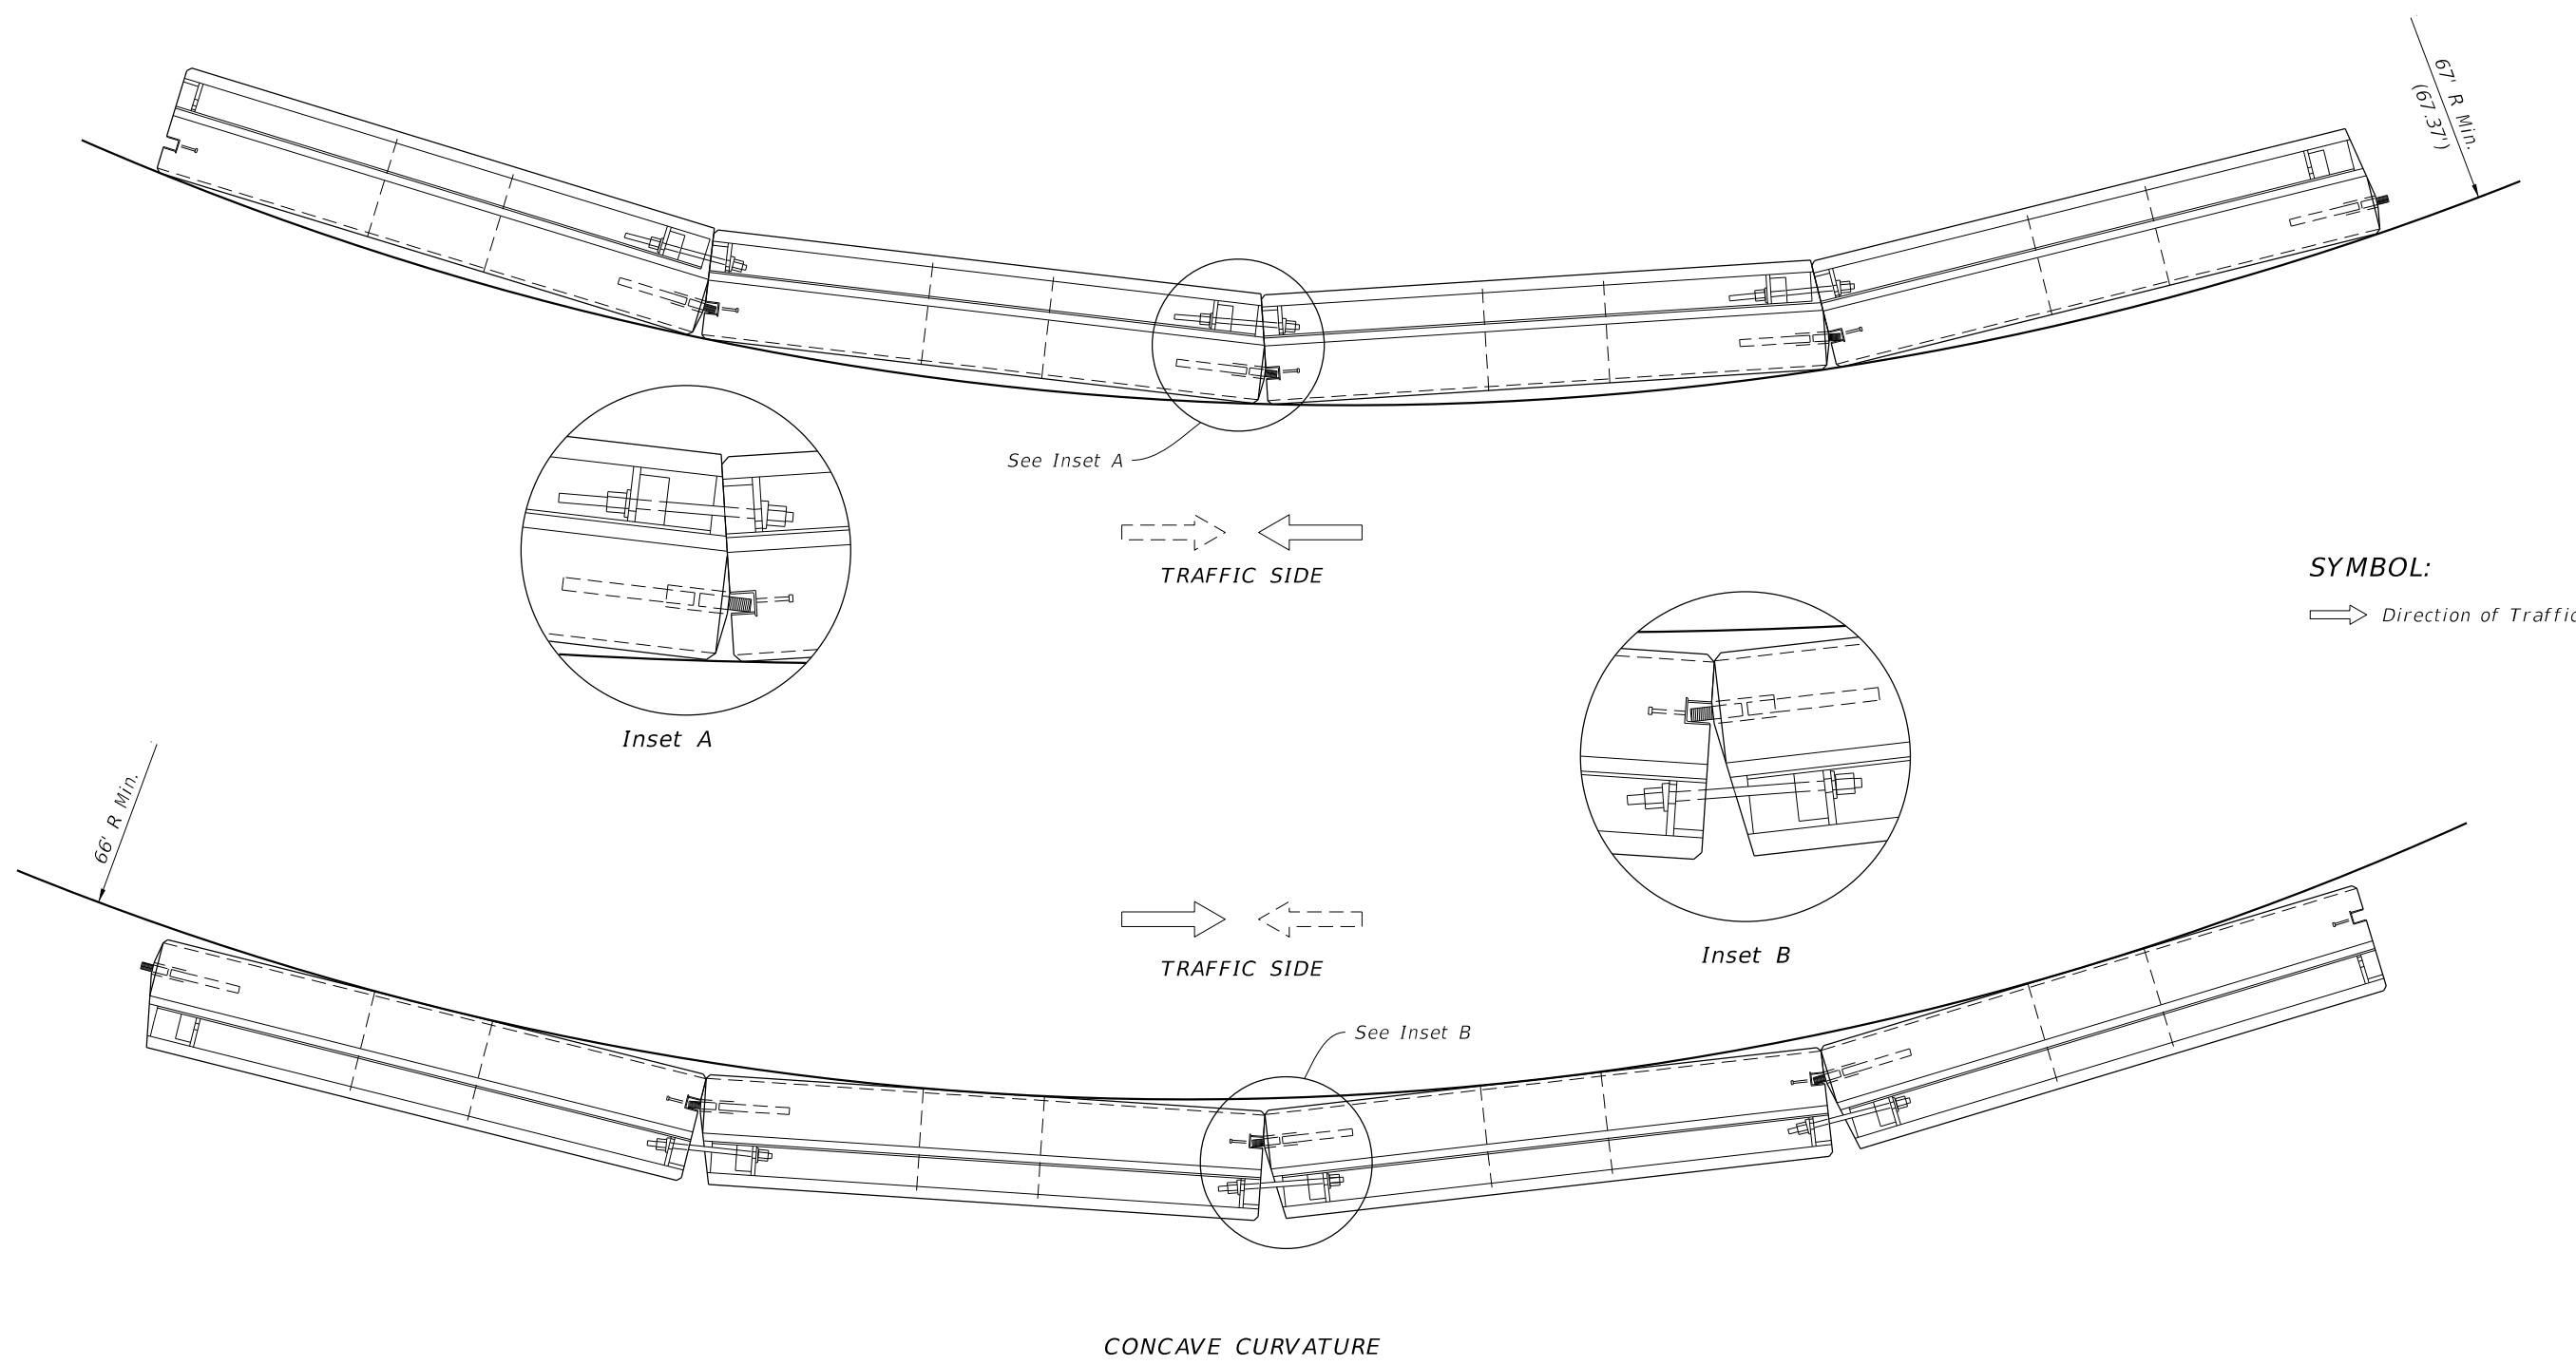 67' R Min.
(67.37')
See Inset A
TRAFFIC SIDE
SYMBOL:
Direction of Traffic
Inset A
66' R Min.
TRAFFIC SIDE
Inset B
See Inset B
CONCAVE CURVATURE